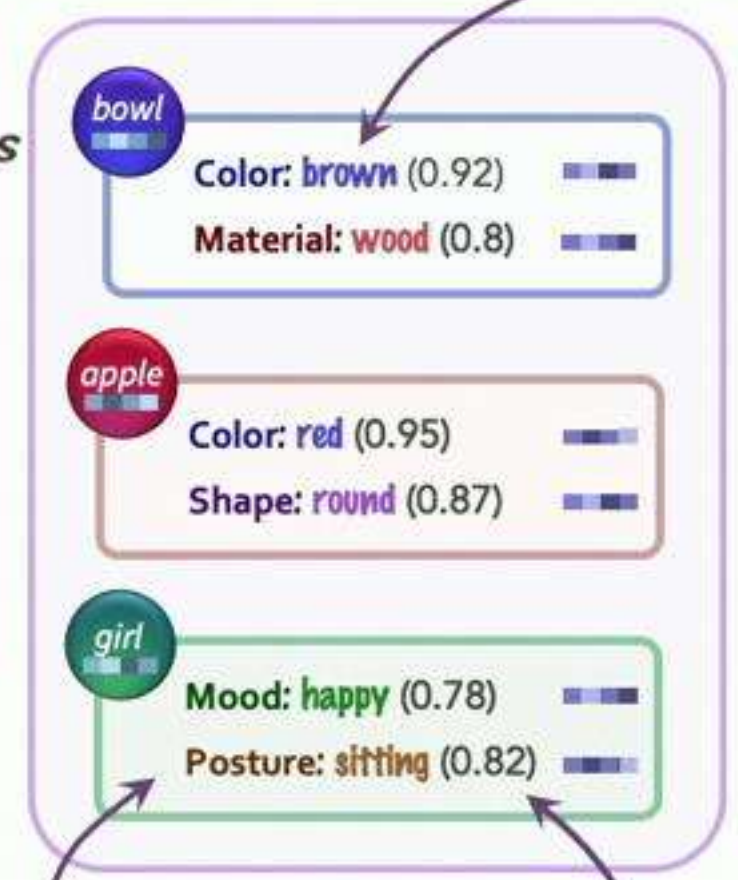 s
bowl
Color: brown (0.92)
Material: wood (0.8)
apple
Color: red (0.95)
Shape: round (0.87)
girl
Mood: happy (0.78)
Posture: sitting (0.82)